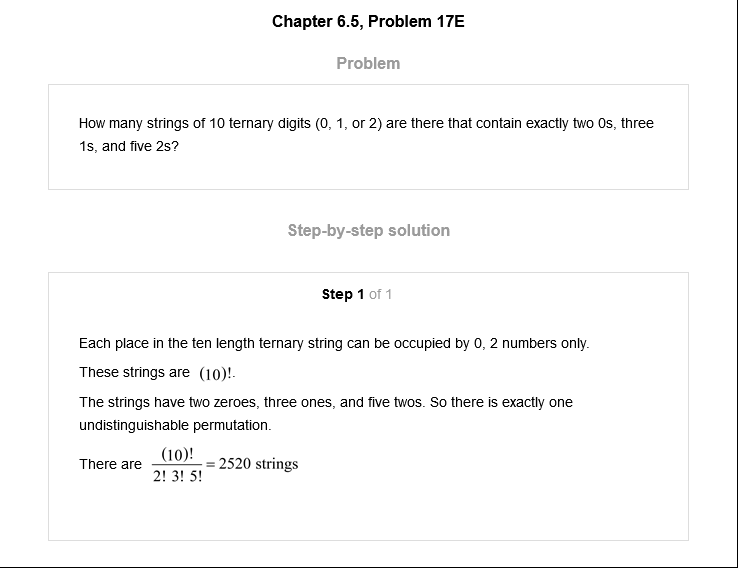 Chapter 6.5, Problem 17E
Problem
How many strings of 10 ternary digits (0, 1, or 2) are there that contain exactly two 0s, three
1s, and five 2s?
Step-by-step solution
Step 1 of 1
Each place in the ten length ternary string can be occupied by 0, 2 numbers only.
These strings are (10)!.
The strings have two zeroes, three ones, and five twos. So there is exactly one
undistinguishable permutation.
There are (10)! / 2! 3! 5! = 2520 strings